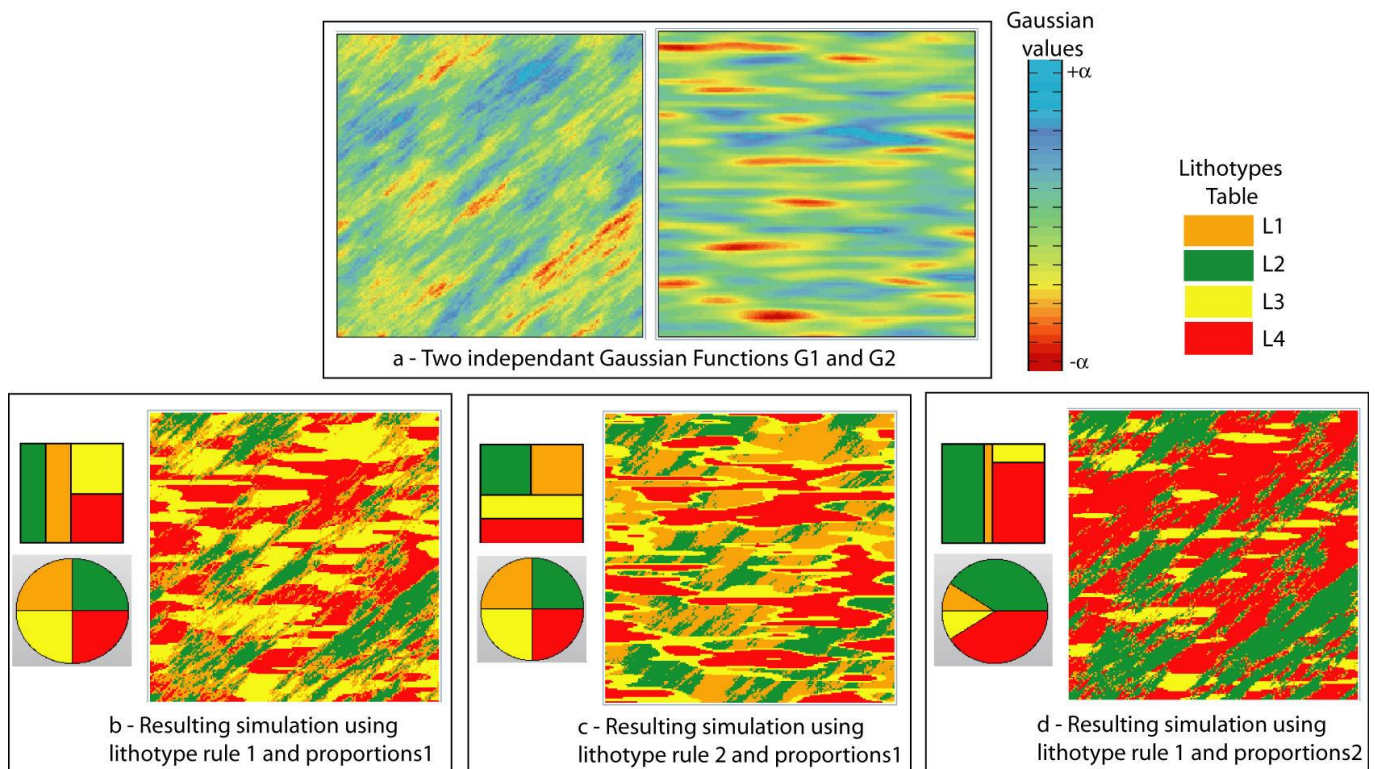 Gaussian
values
+α
-α
a - Two independant Gaussian Functions G1 and G2
Lithotypes
Table
L1
L2
L3
L4
b - Resulting simulation using
lithotype rule 1 and proportions1
c - Resulting simulation using
lithotype rule 2 and proportions1
d - Resulting simulation using
lithotype rule 1 and proportions2